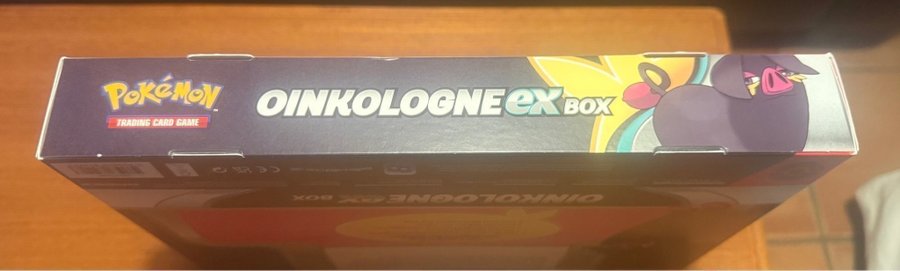 POKéMON
TRADING CARD GAME
OINKOLOGNE ex BOX
OINKOLOGNE ex BOX